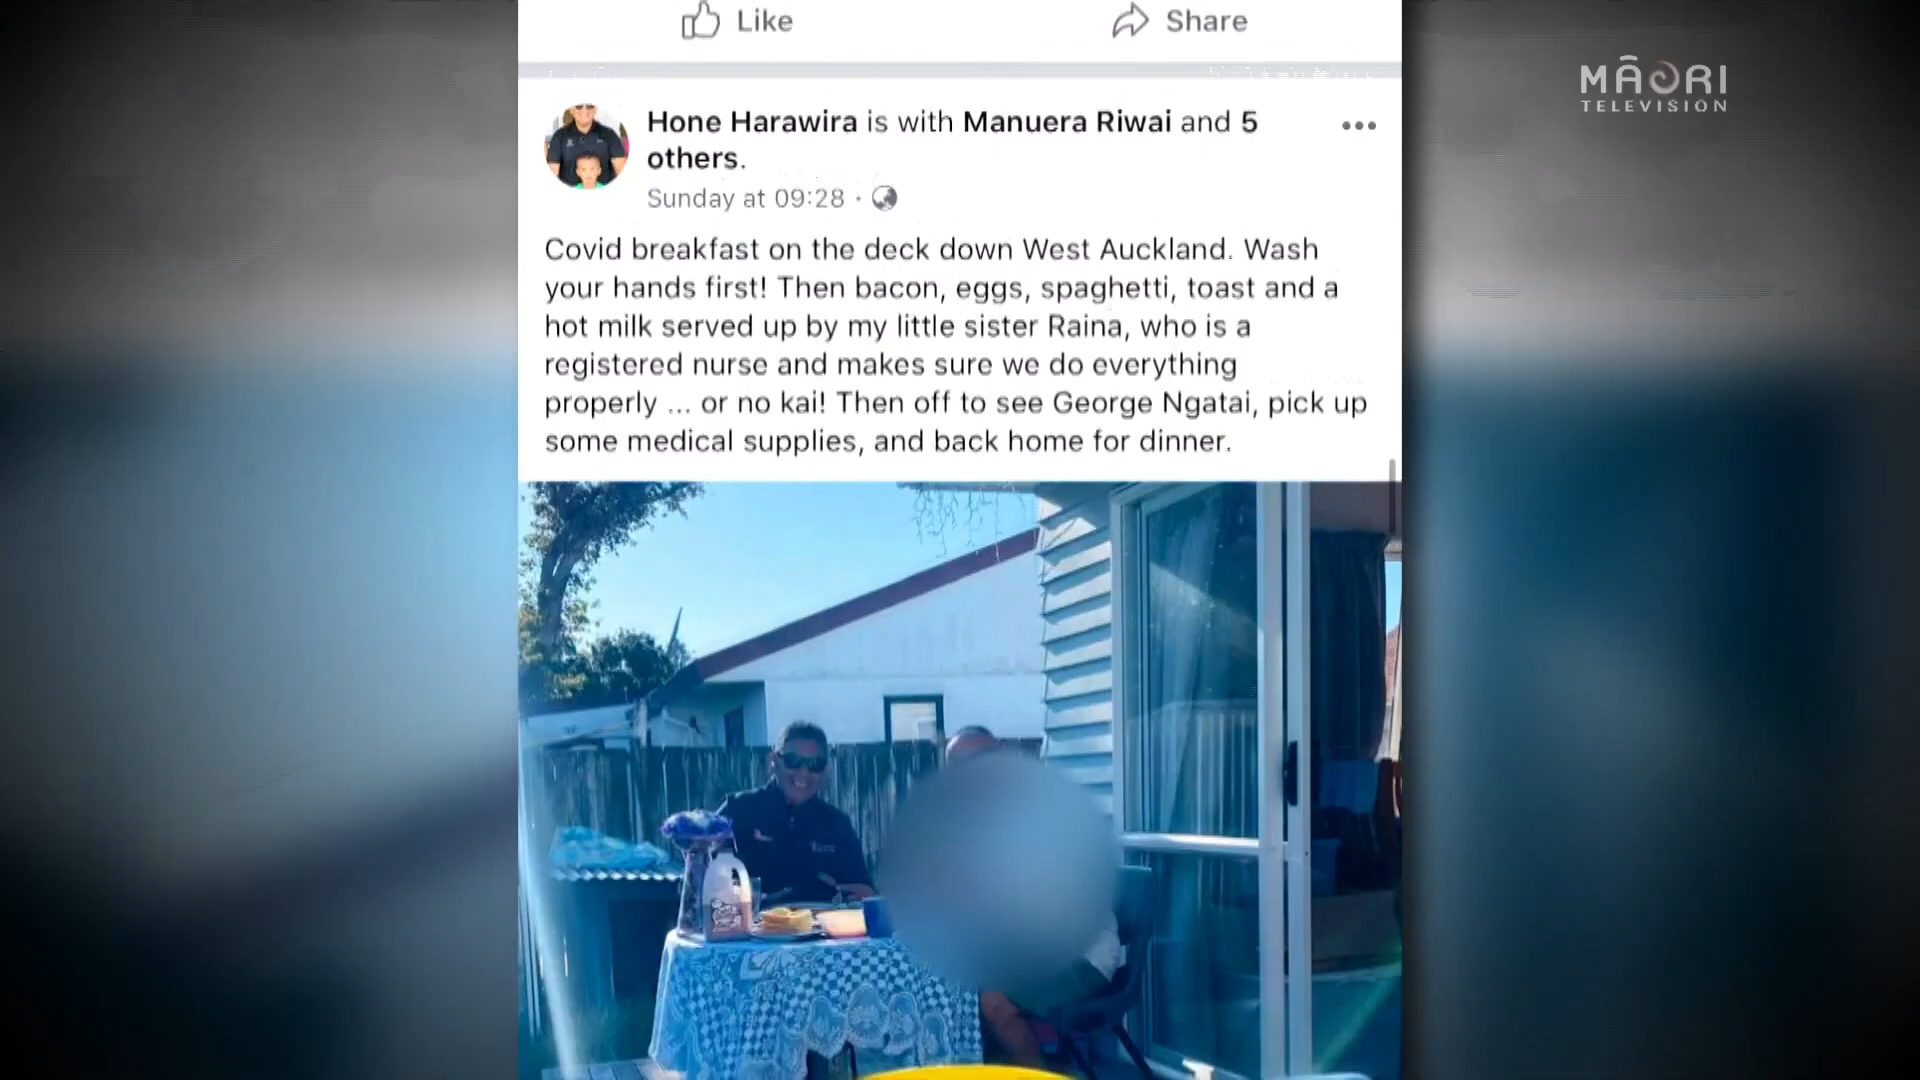 Like
Share
MĀORI
TELEVISION
Hone Harawira is with Manuera Riwai and 5
others.
Sunday at 09:28 ·
Covid breakfast on the deck down West Auckland. Wash
your hands first! Then bacon, eggs, spaghetti, toast and a
hot milk served up by my little sister Raina, who is a
registered nurse and makes sure we do everything
properly ... or no kai! Then off to see George Ngatai, pick up
some medical supplies, and back home for dinner.